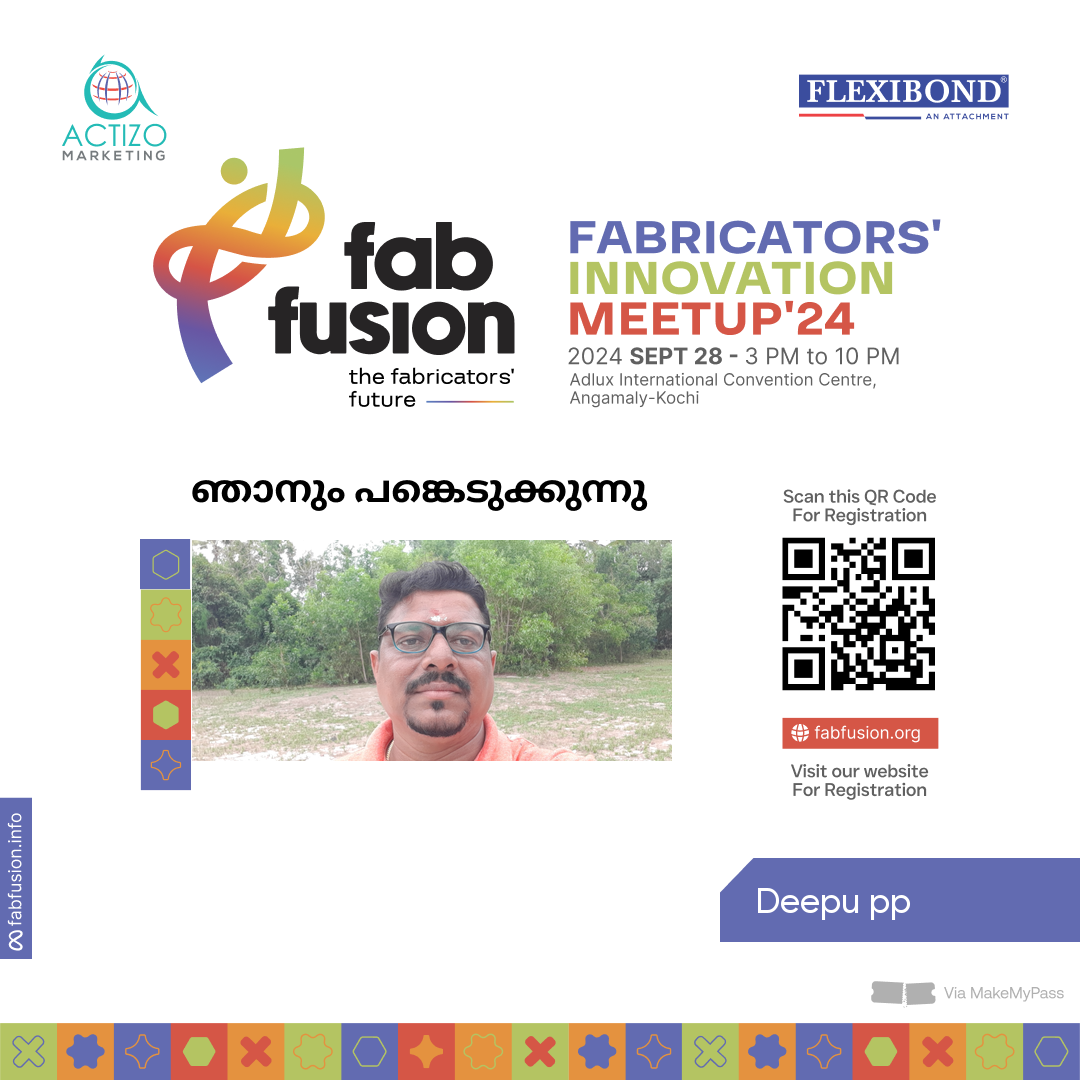 ACTIZO
MARKETING
FLEXIBOND®
AN ATTACHMENT
fab
fusion
the fabricators'
future
FABRICATORS'
INNOVATION
MEETUP'24
2024 SEPT 28 - 3 PM to 10 PM
Adlux International Convention Centre,
Angamaly-Kochi
ഞാനും പങ്കെടുക്കുന്നു
Scan this QR Code
For Registration
fabfusion.org
Visit our website
For Registration
fabfusion.info
Deepu pp
Via MakeMyPass